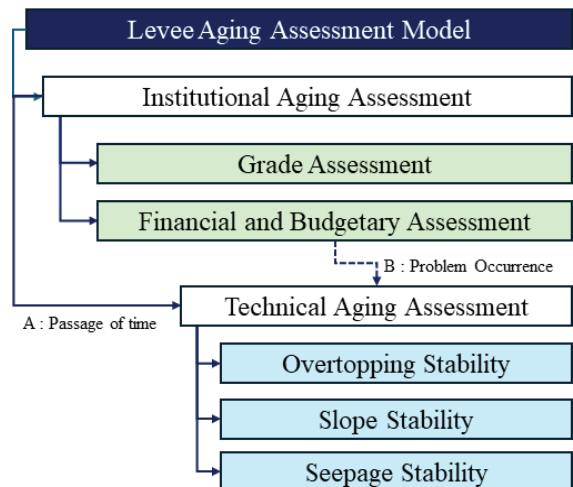 Levee Aging Assessment Model
Institutional Aging Assessment
Grade Assessment
Financial and Budgetary Assessment
B : Problem Occurrence
Technical Aging Assessment
A : Passage of time
Overtopping Stability
Slope Stability
Seepage Stability